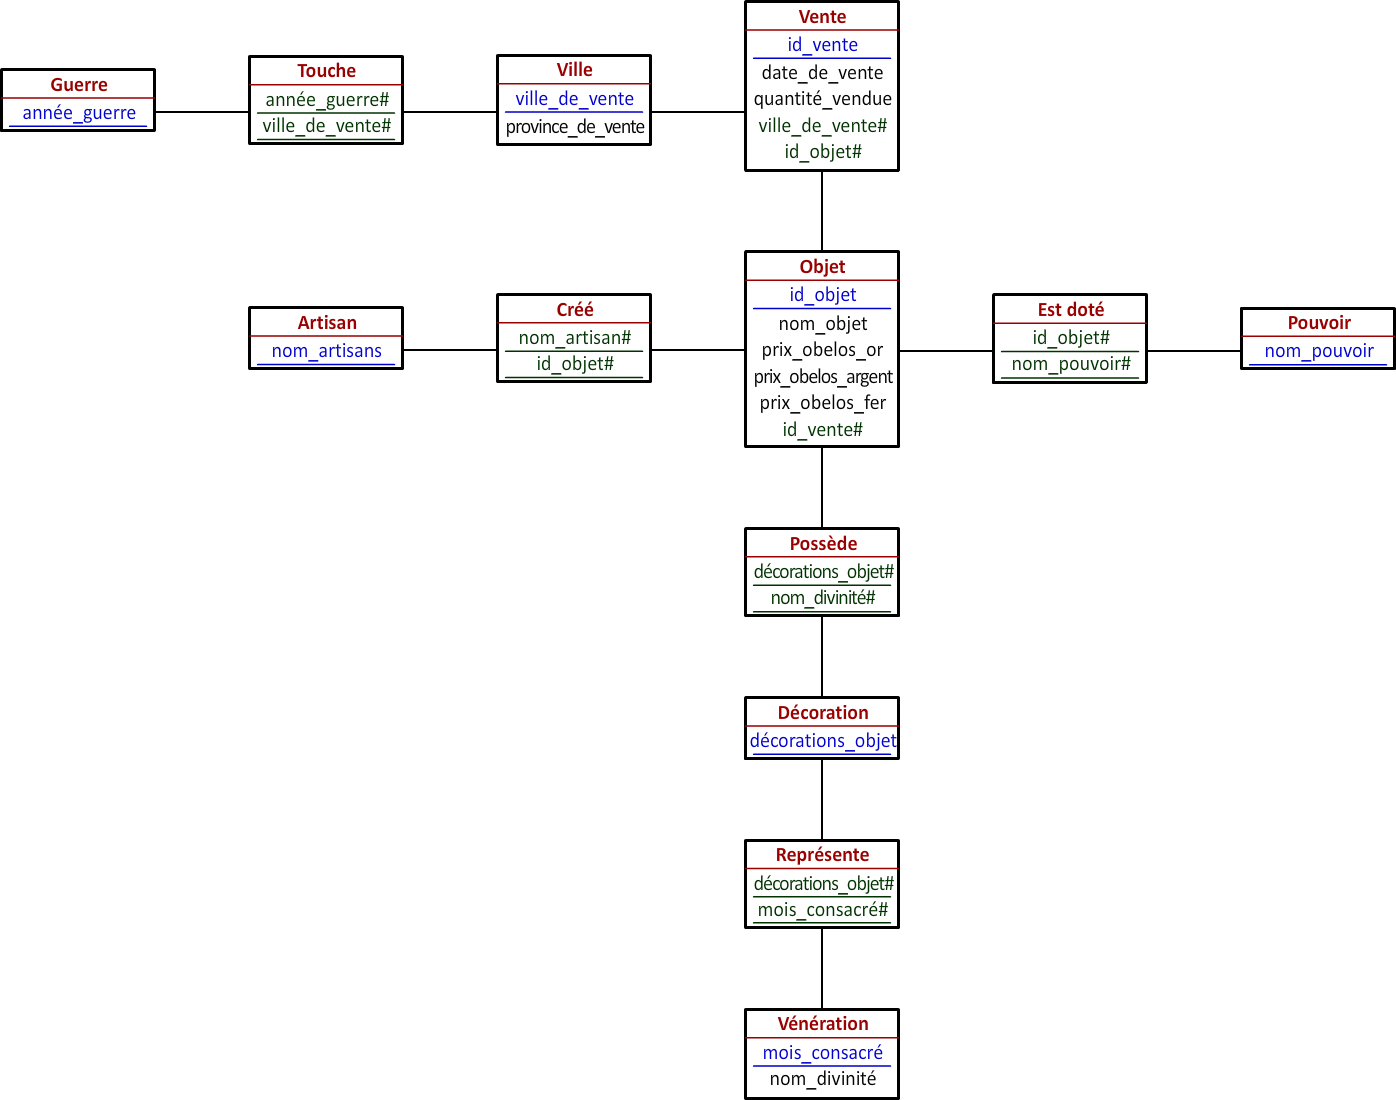 Vente
id_vente
date_de_vente
quantité_vendue
ville_de_vente#
id_objet#
Guerre
année_guerre
Touche
année_guerre#
ville_de_vente#
Ville
ville_de_vente
province_de_vente
Objet
id_objet
nom_objet
prix_obelos_or
prix_obelos_argent
prix_obelos_fer
id_vente#
Artisan
nom_artisans
Créé
nom_artisan#
id_objet#
Est doté
id_objet#
nom_pouvoir#
Pouvoir
nom_pouvoir
Possède
décorations_objet#
nom_divinité#
Décoration
décorations_objet
Représente
décorations_objet#
mois_consacré#
Vénération
mois_consacré
nom_divinité